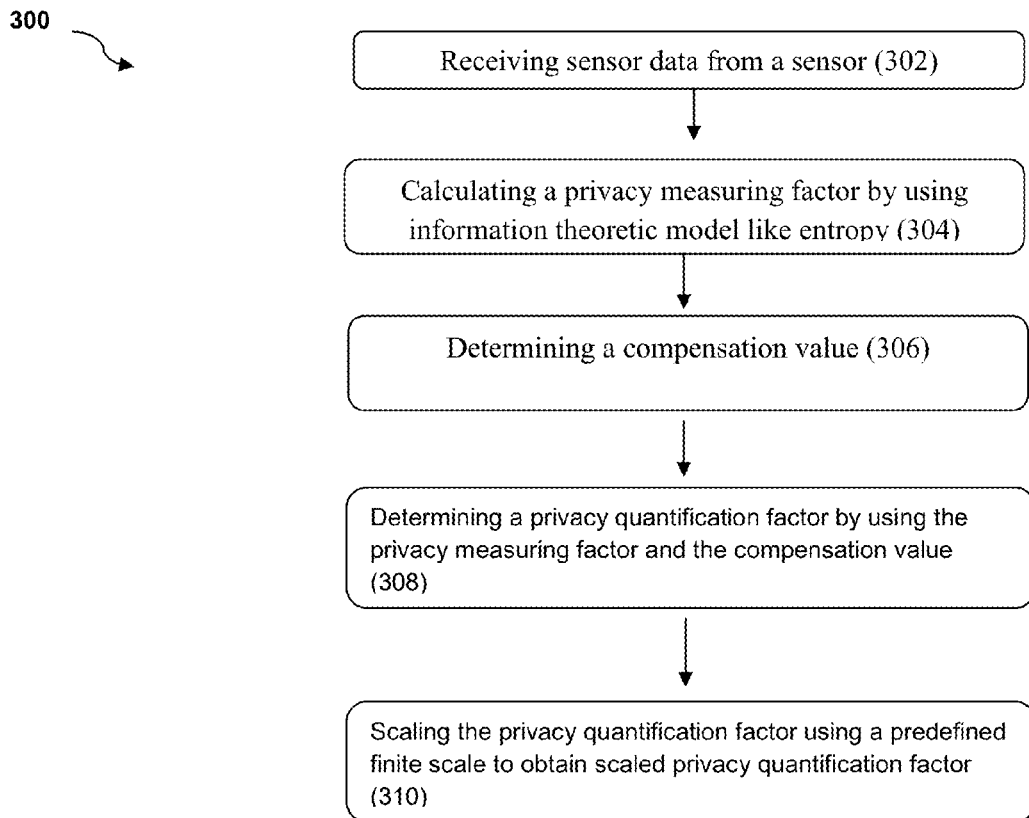 300
Receiving sensor data from a sensor (302)
Calculating a privacy measuring factor by using
information theoretic model like entropy (304)
Determining a compensation value (306)
Determining a privacy quantification factor by using the
privacy measuring factor and the compensation value
(308)
Scaling the privacy quantification factor using a predefined
finite scale to obtain scaled privacy quantification factor
(310)